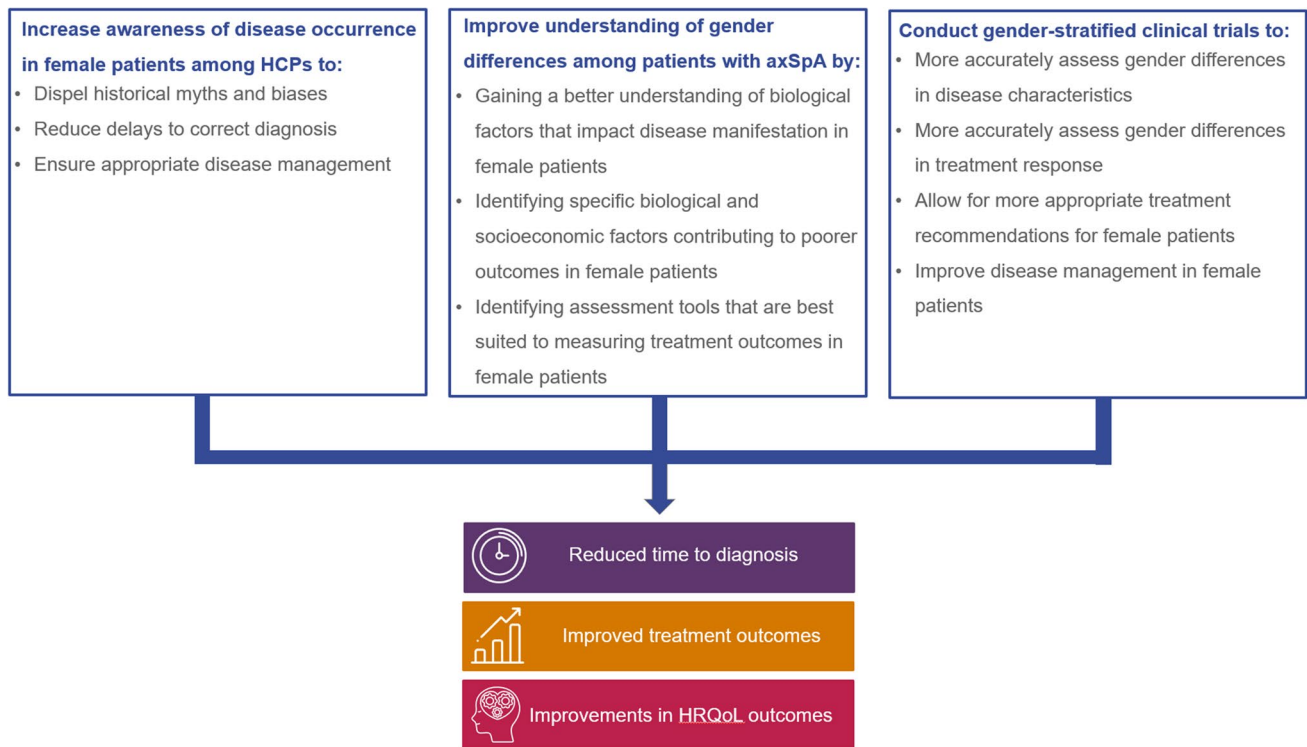 Increase awareness of disease occurrence
in female patients among HCPs to:
• Dispel historical myths and biases
• Reduce delays to correct diagnosis
• Ensure appropriate disease management
Improve understanding of gender
differences among patients with axSpA by:
• Gaining a better understanding of biological
factors that impact disease manifestation in
female patients
• Identifying specific biological and
socioeconomic factors contributing to poorer
outcomes in female patients
• Identifying assessment tools that are best
suited to measuring treatment outcomes in
female patients
Conduct gender-stratified clinical trials to:
• More accurately assess gender differences
in disease characteristics
• More accurately assess gender differences
in treatment response
• Allow for more appropriate treatment
recommendations for female patients
• Improve disease management in female
patients
Reduced time to diagnosis
Improved treatment outcomes
Improvements in HRQoL outcomes